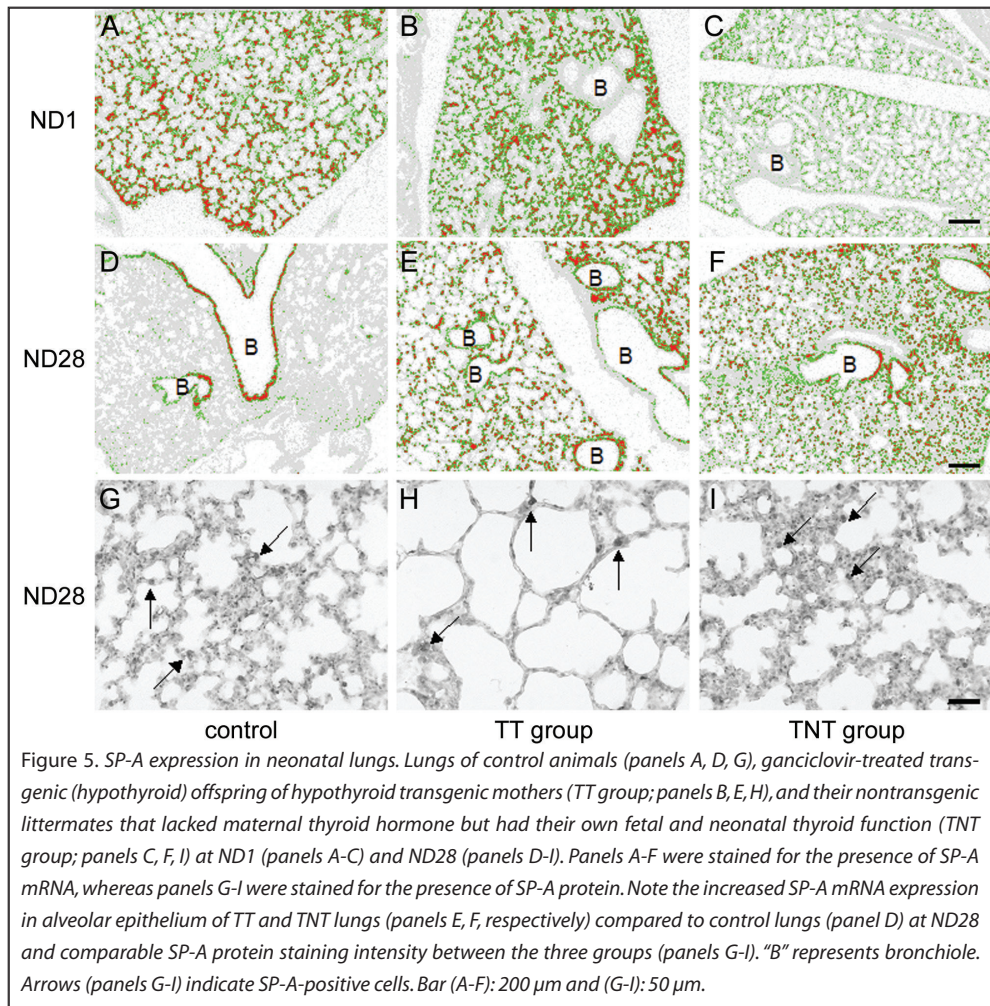 A
B
C
ND1
B
B
D
E
F
ND28
B
B
B
B
B
B
B
B
G
H
I
ND28
control
TT group
TNT group
Figure 5. SP-A expression in neonatal lungs. Lungs of control animals (panels A, D, G), ganciclovir-treated trans-
genic (hypothyroid) offspring of hypothyroid transgenic mothers (TT group; panels B, E, H), and their nontransgenic
littermates that lacked maternal thyroid hormone but had their own fetal and neonatal thyroid function (TNT
group; panels C, F, I) at ND1 (panels A-C) and ND28 (panels D-I). Panels A-F were stained for the presence of SP-A
mRNA, whereas panels G-I were stained for the presence of SP-A protein. Note the increased SP-A mRNA expression
in alveolar epithelium of TT and TNT lungs (panels E, F, respectively) compared to control lungs (panel D) at ND28
and comparable SP-A protein staining intensity between the three groups (panels G-I). “B” represents bronchiole.
Arrows (panels G-I) indicate SP-A-positive cells. Bar (A-F): 200 µm and (G-I): 50 µm.